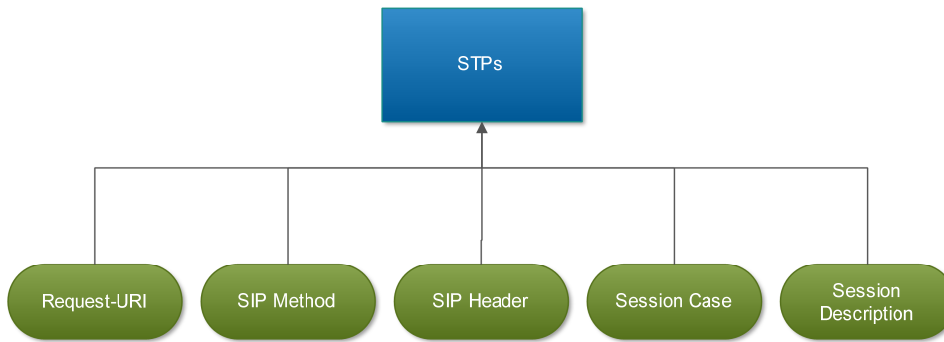 STPs
Request-URI
SIP Method
SIP Header
Session Case
Session
Description